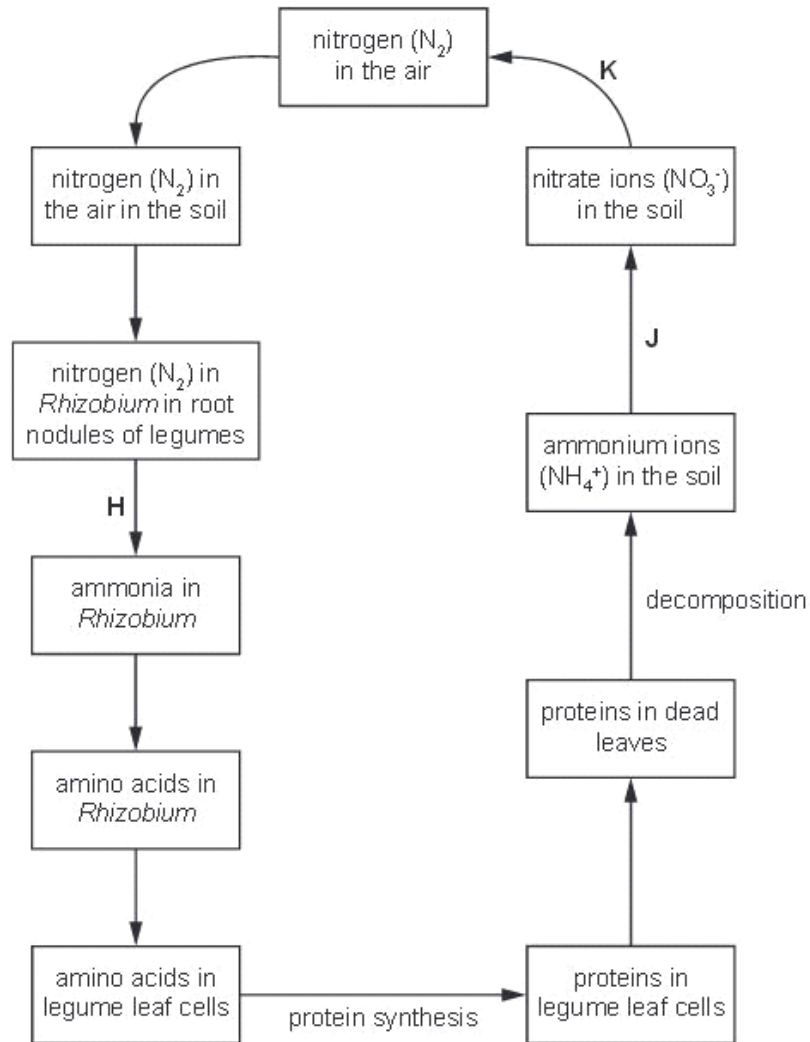 nitrogen (N₂)
in the air
K
nitrogen (N₂) in
the air in the soil
nitrate ions (NO₃⁻)
in the soil
J
nitrogen (N₂) in
Rhizobium in root
nodules of legumes
ammonium ions
(NH₄⁺) in the soil
H
ammonia in
Rhizobium
decomposition
proteins in dead
leaves
amino acids in
Rhizobium
amino acids in
legume leaf cells
protein synthesis
proteins in
legume leaf cells